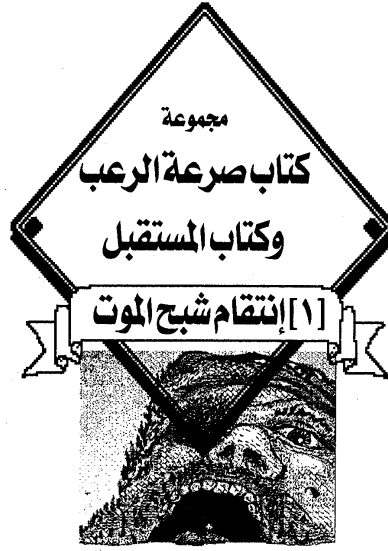 مجموعة
كتاب صرعة الرعب
وكتاب المستقبل
[١] إنتقام شبح الموت